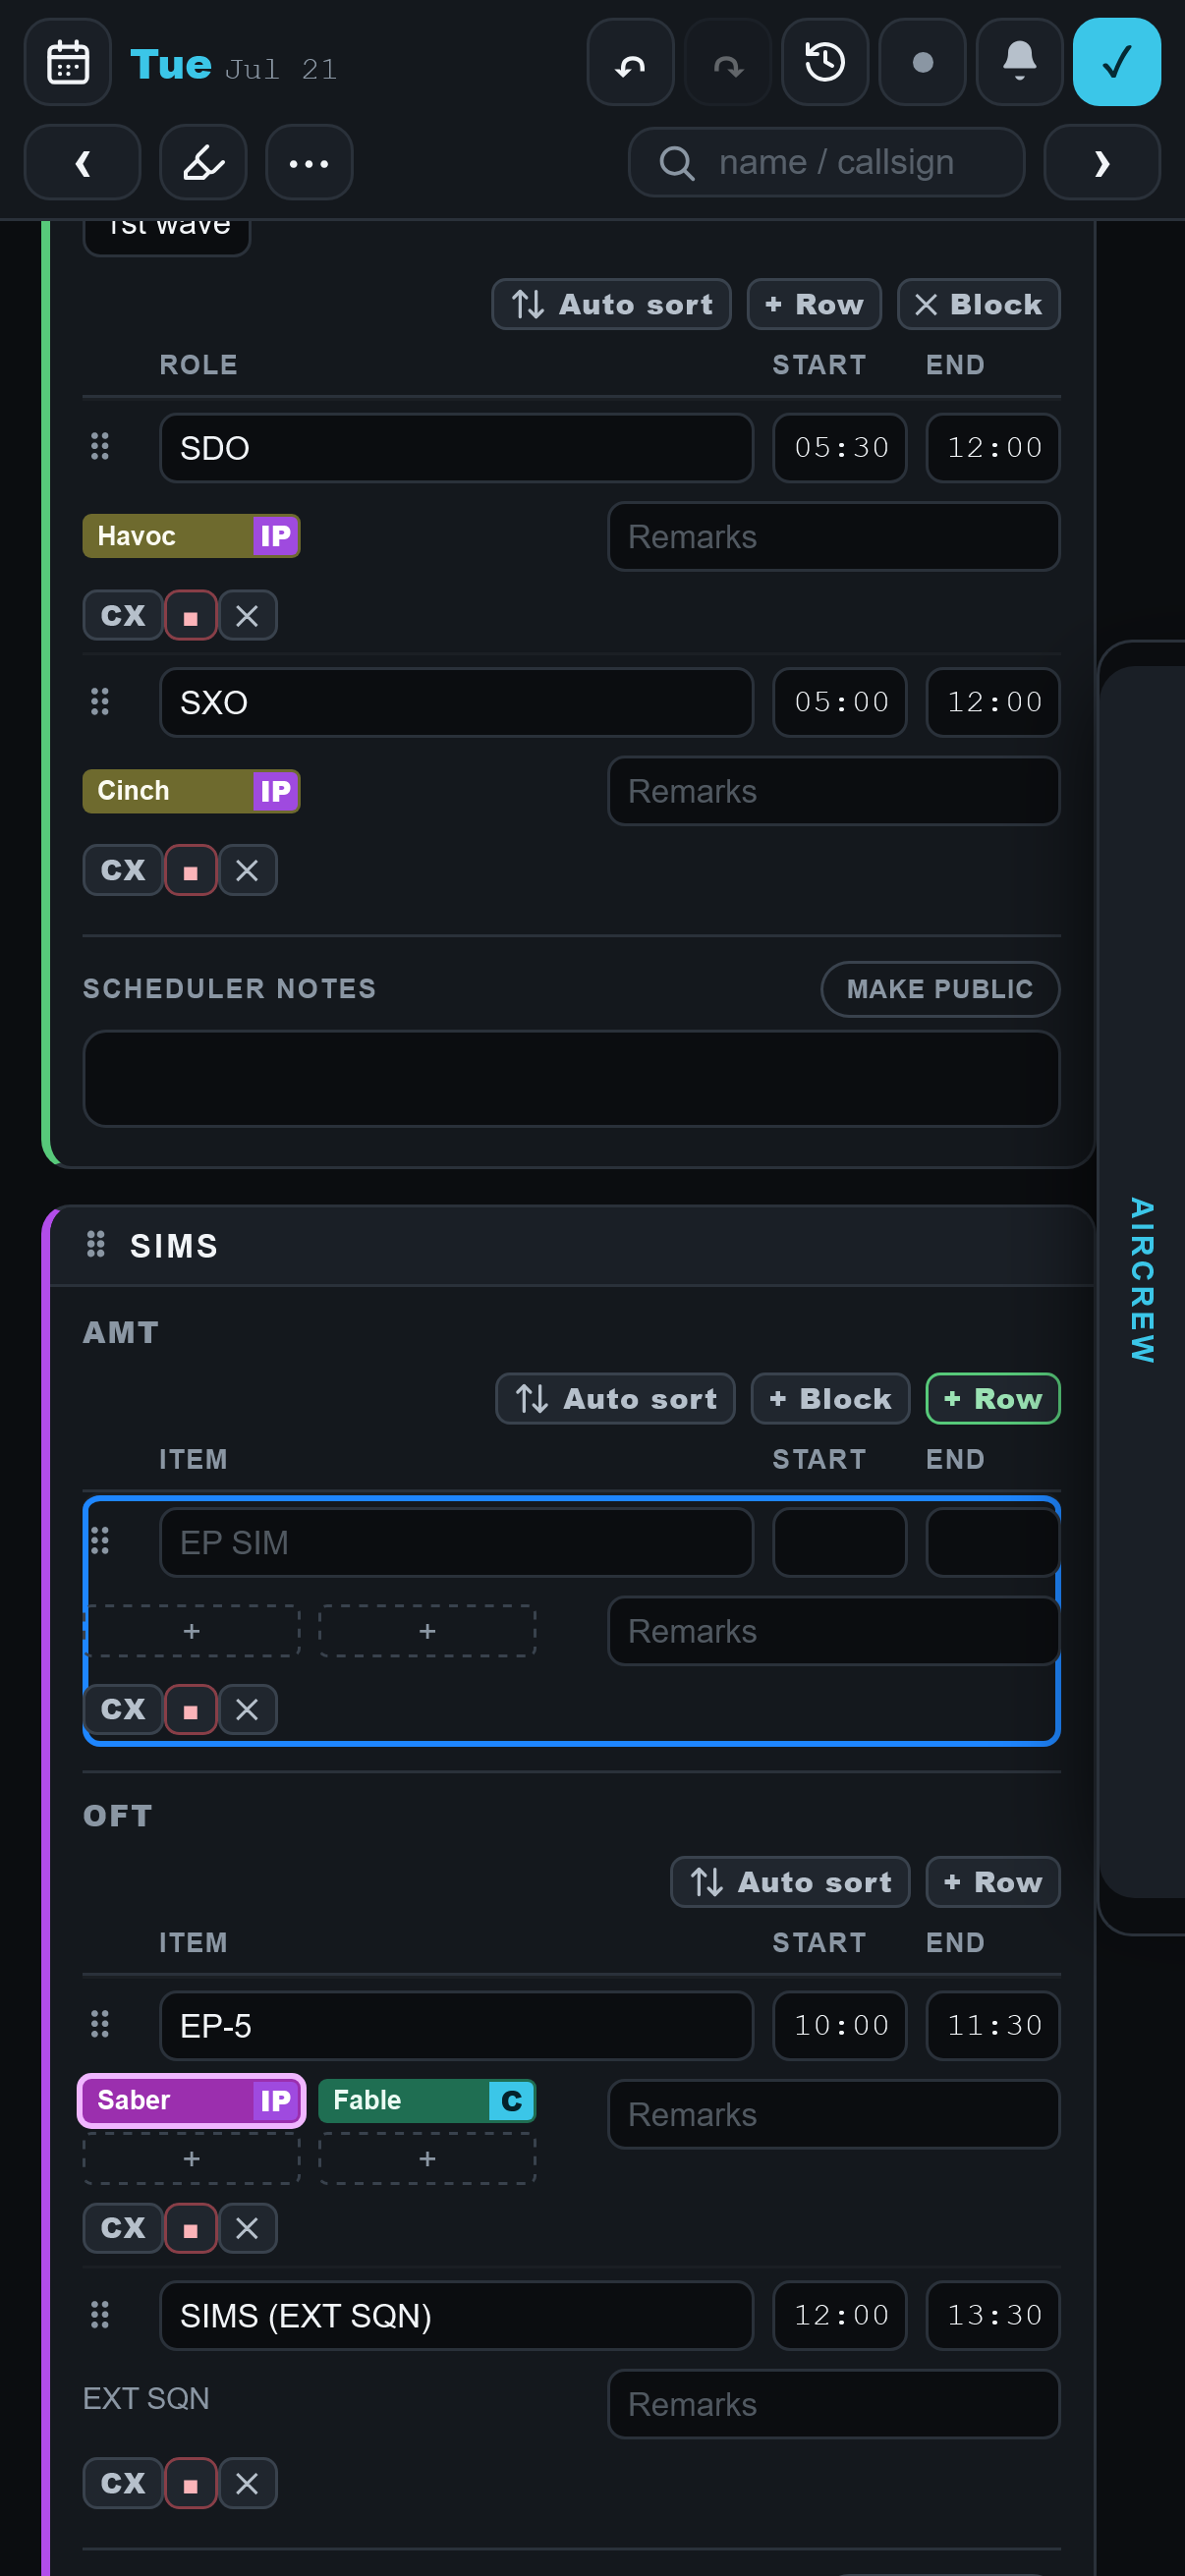 Tue Jul 21
name / callsign
1st wave
Auto sort + Row × Block
ROLE START END
SDO 05:30 12:00
Havoc IP Remarks
CX
SXO 05:00 12:00
Cinch IP Remarks
CX
SCHEDULER NOTES MAKE PUBLIC
AIRCREW
SIMS
AMT
Auto sort + Block + Row
ITEM START END
EP SIM
+ + Remarks
CX
OFT
Auto sort + Row
ITEM START END
EP-5 10:00 11:30
Saber IP Fable C Remarks
+ +
CX
SIMS (EXT SQN) 12:00 13:30
EXT SQN Remarks
CX